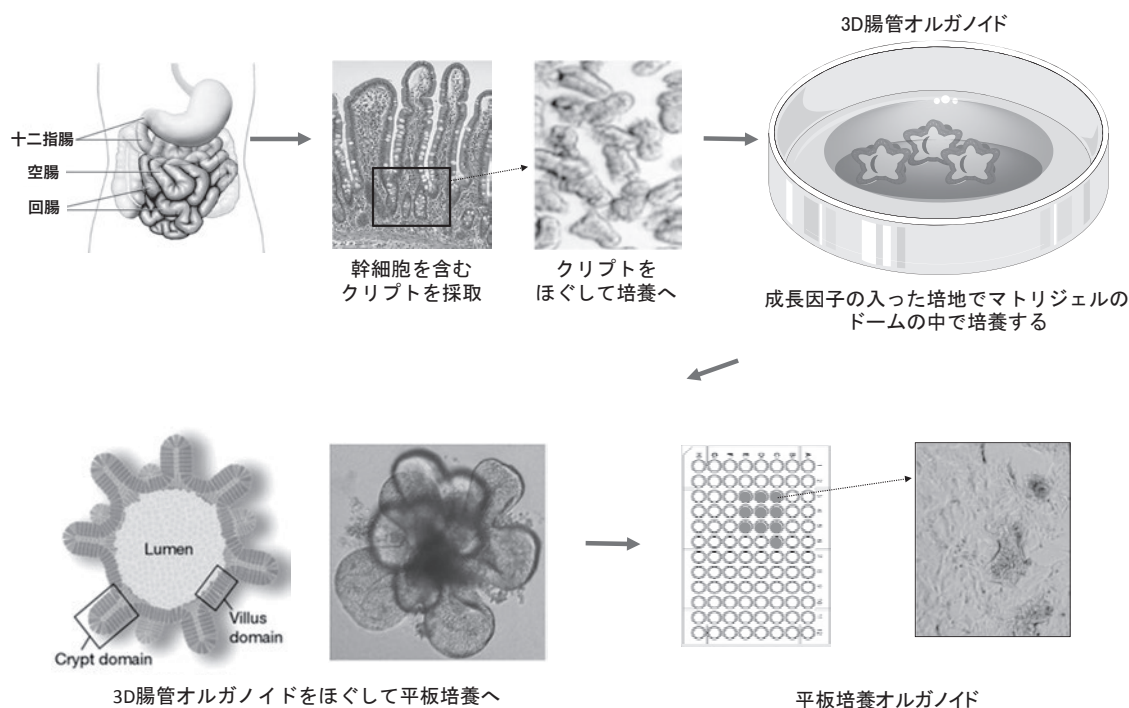 3D腸管オルガノイド
十二指腸
空腸
回腸
幹細胞を含む
クリプトを採取
クリプトを
ほぐして培養へ
成長因子の入った培地でマトリジェルの
ドームの中で培養する
Lumen
Villus
domain
Crypt domain
3D腸管オルガノイドをほぐして平板培養へ
平板培養オルガノイド